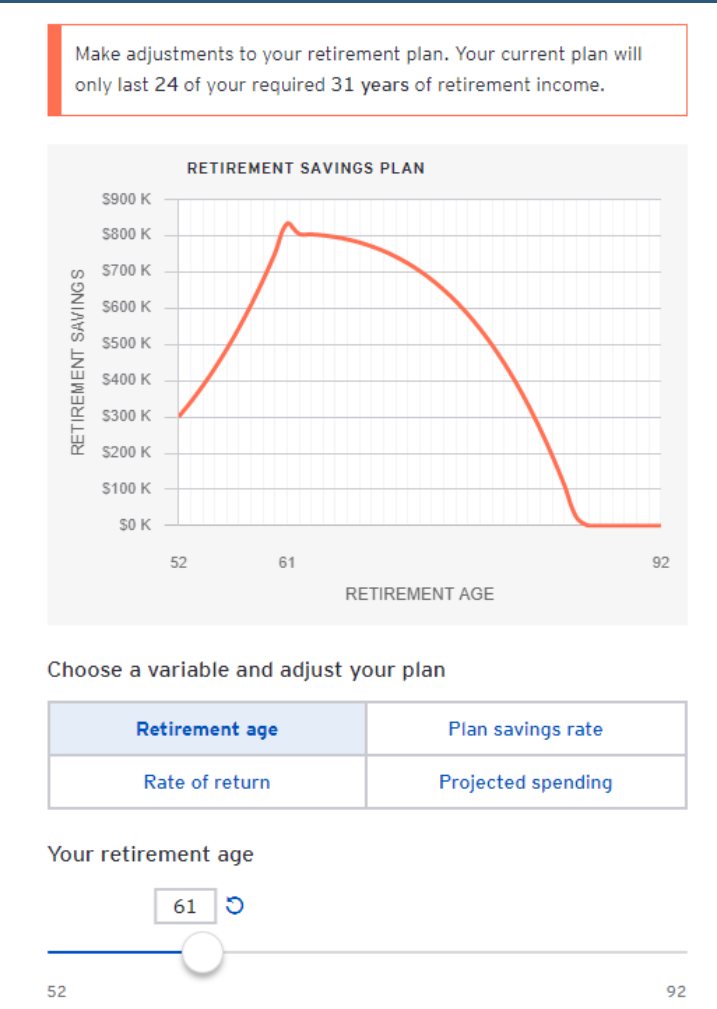 Make adjustments to your retirement plan. Your current plan will
only last 24 of your required 31 years of retirement income.
RETIREMENT SAVINGS PLAN
RETIREMENT SAVINGS
$900 K
$800 K
$700 K
$600 K
$500 K
$400 K
$300 K
$200 K
$100 K
$0 K
52 61 92
RETIREMENT AGE
Choose a variable and adjust your plan
Retirement age Plan savings rate
Rate of return Projected spending
Your retirement age
61
52 92